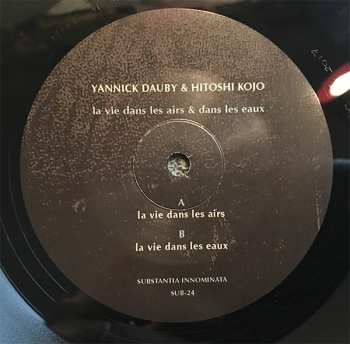 YANNICK DAUBY & HITOSHI KOJO
la vie dans les airs & dans les eaux
A
la vie dans les airs
B
la vie dans les eaux
SUBSTANTIA INNOMINATA
SUB-24